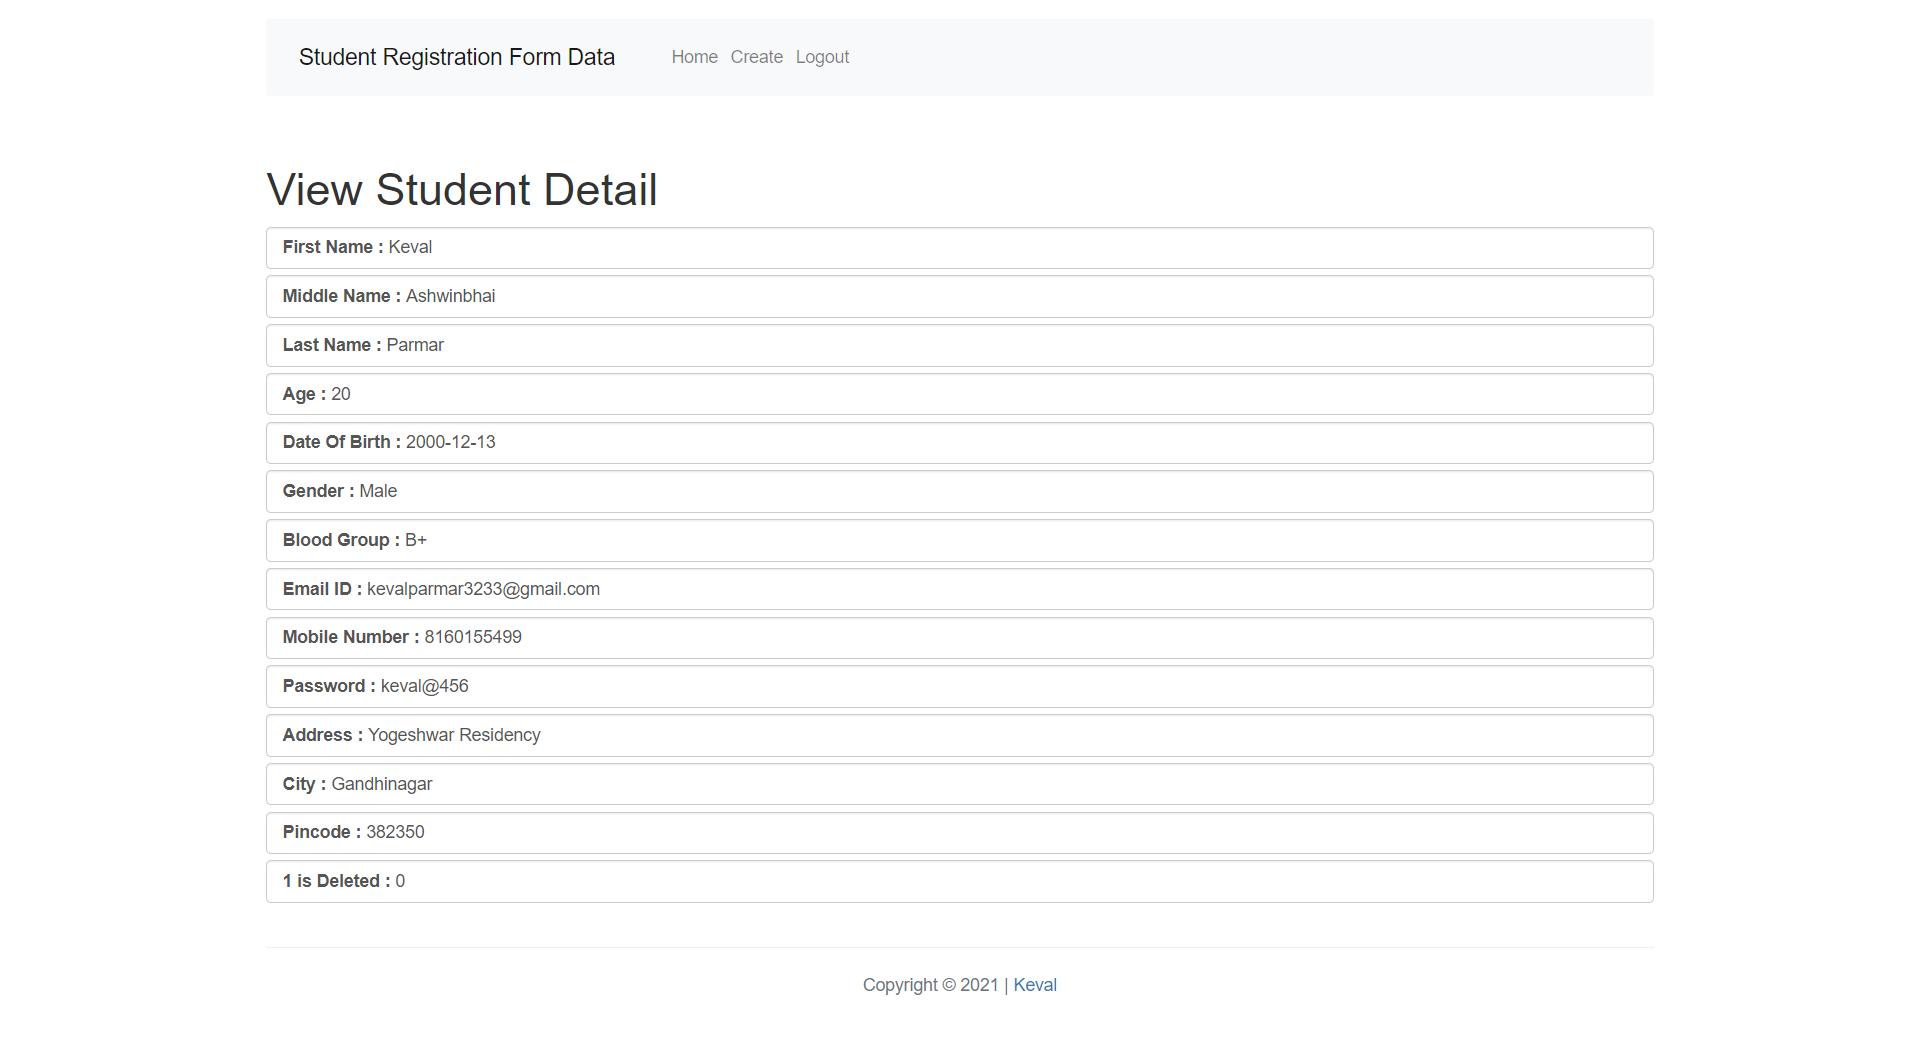 Student Registration Form Data Home Create Logout
View Student Detail
First Name : Keval
Middle Name : Ashwinbhai
Last Name : Parmar
Age : 20
Date Of Birth : 2000-12-13
Gender : Male
Blood Group : B+
Email ID : kevalparmar3233@gmail.com
Mobile Number : 8160155499
Password : keval@456
Address : Yogeshwar Residency
City : Gandhinagar
Pincode : 382350
1 is Deleted : 0
Copyright © 2021 | Keval